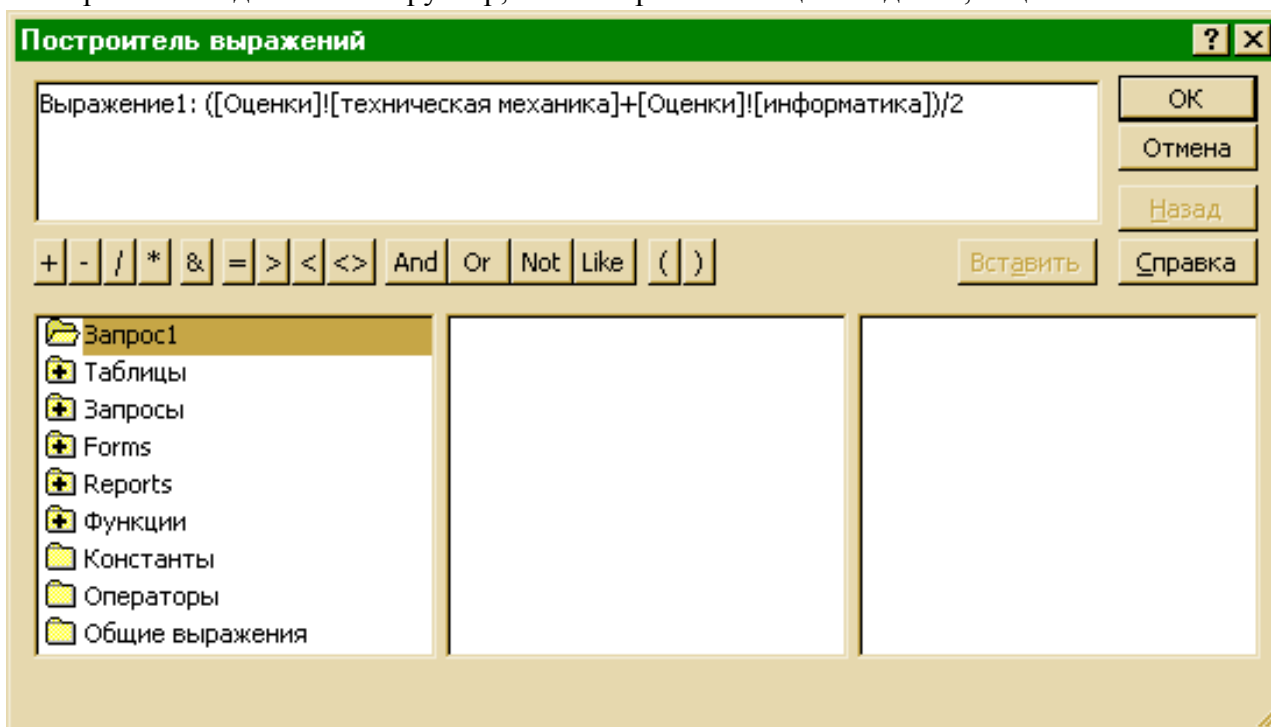 Построитель выражений
? ×
Выражение1: ([Оценки]![техническая механика]+[Оценки]![информатика])/2
ОК
Отмена
Назад
+ - / * & = > < <> And Or Not Like ( ) Вставить Справка
Запрос1
Таблицы
Запросы
Forms
Reports
Функции
Константы
Операторы
Общие выражения